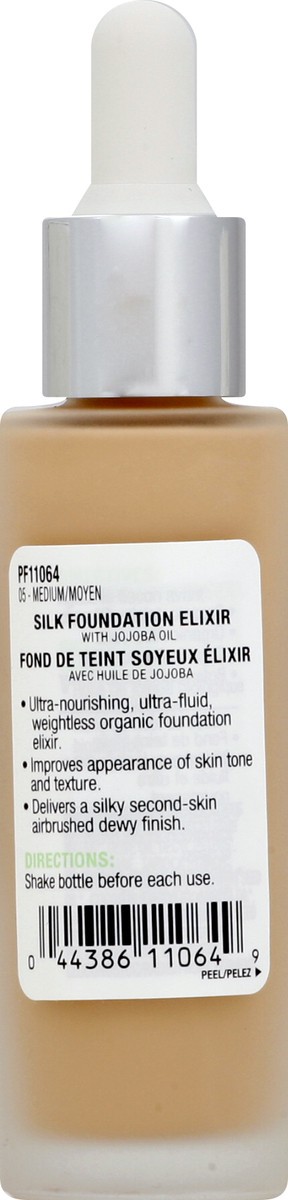 PF11064
05 - MEDIUM/MOYEN
SILK FOUNDATION ELIXIR
WITH JOJOBA OIL
FOND DE TEINT SOYEUX ÉLIXIR
AVEC HUILE DE JOJOBA
• Ultra-nourishing, ultra-fluid,
weightless organic foundation
elixir.
• Improves appearance of skin tone
and texture.
• Delivers a silky second-skin
airbrushed dewy finish.
DIRECTIONS:
Shake bottle before each use.
0 44386 11064 9
PEEL/PELEZ ▶